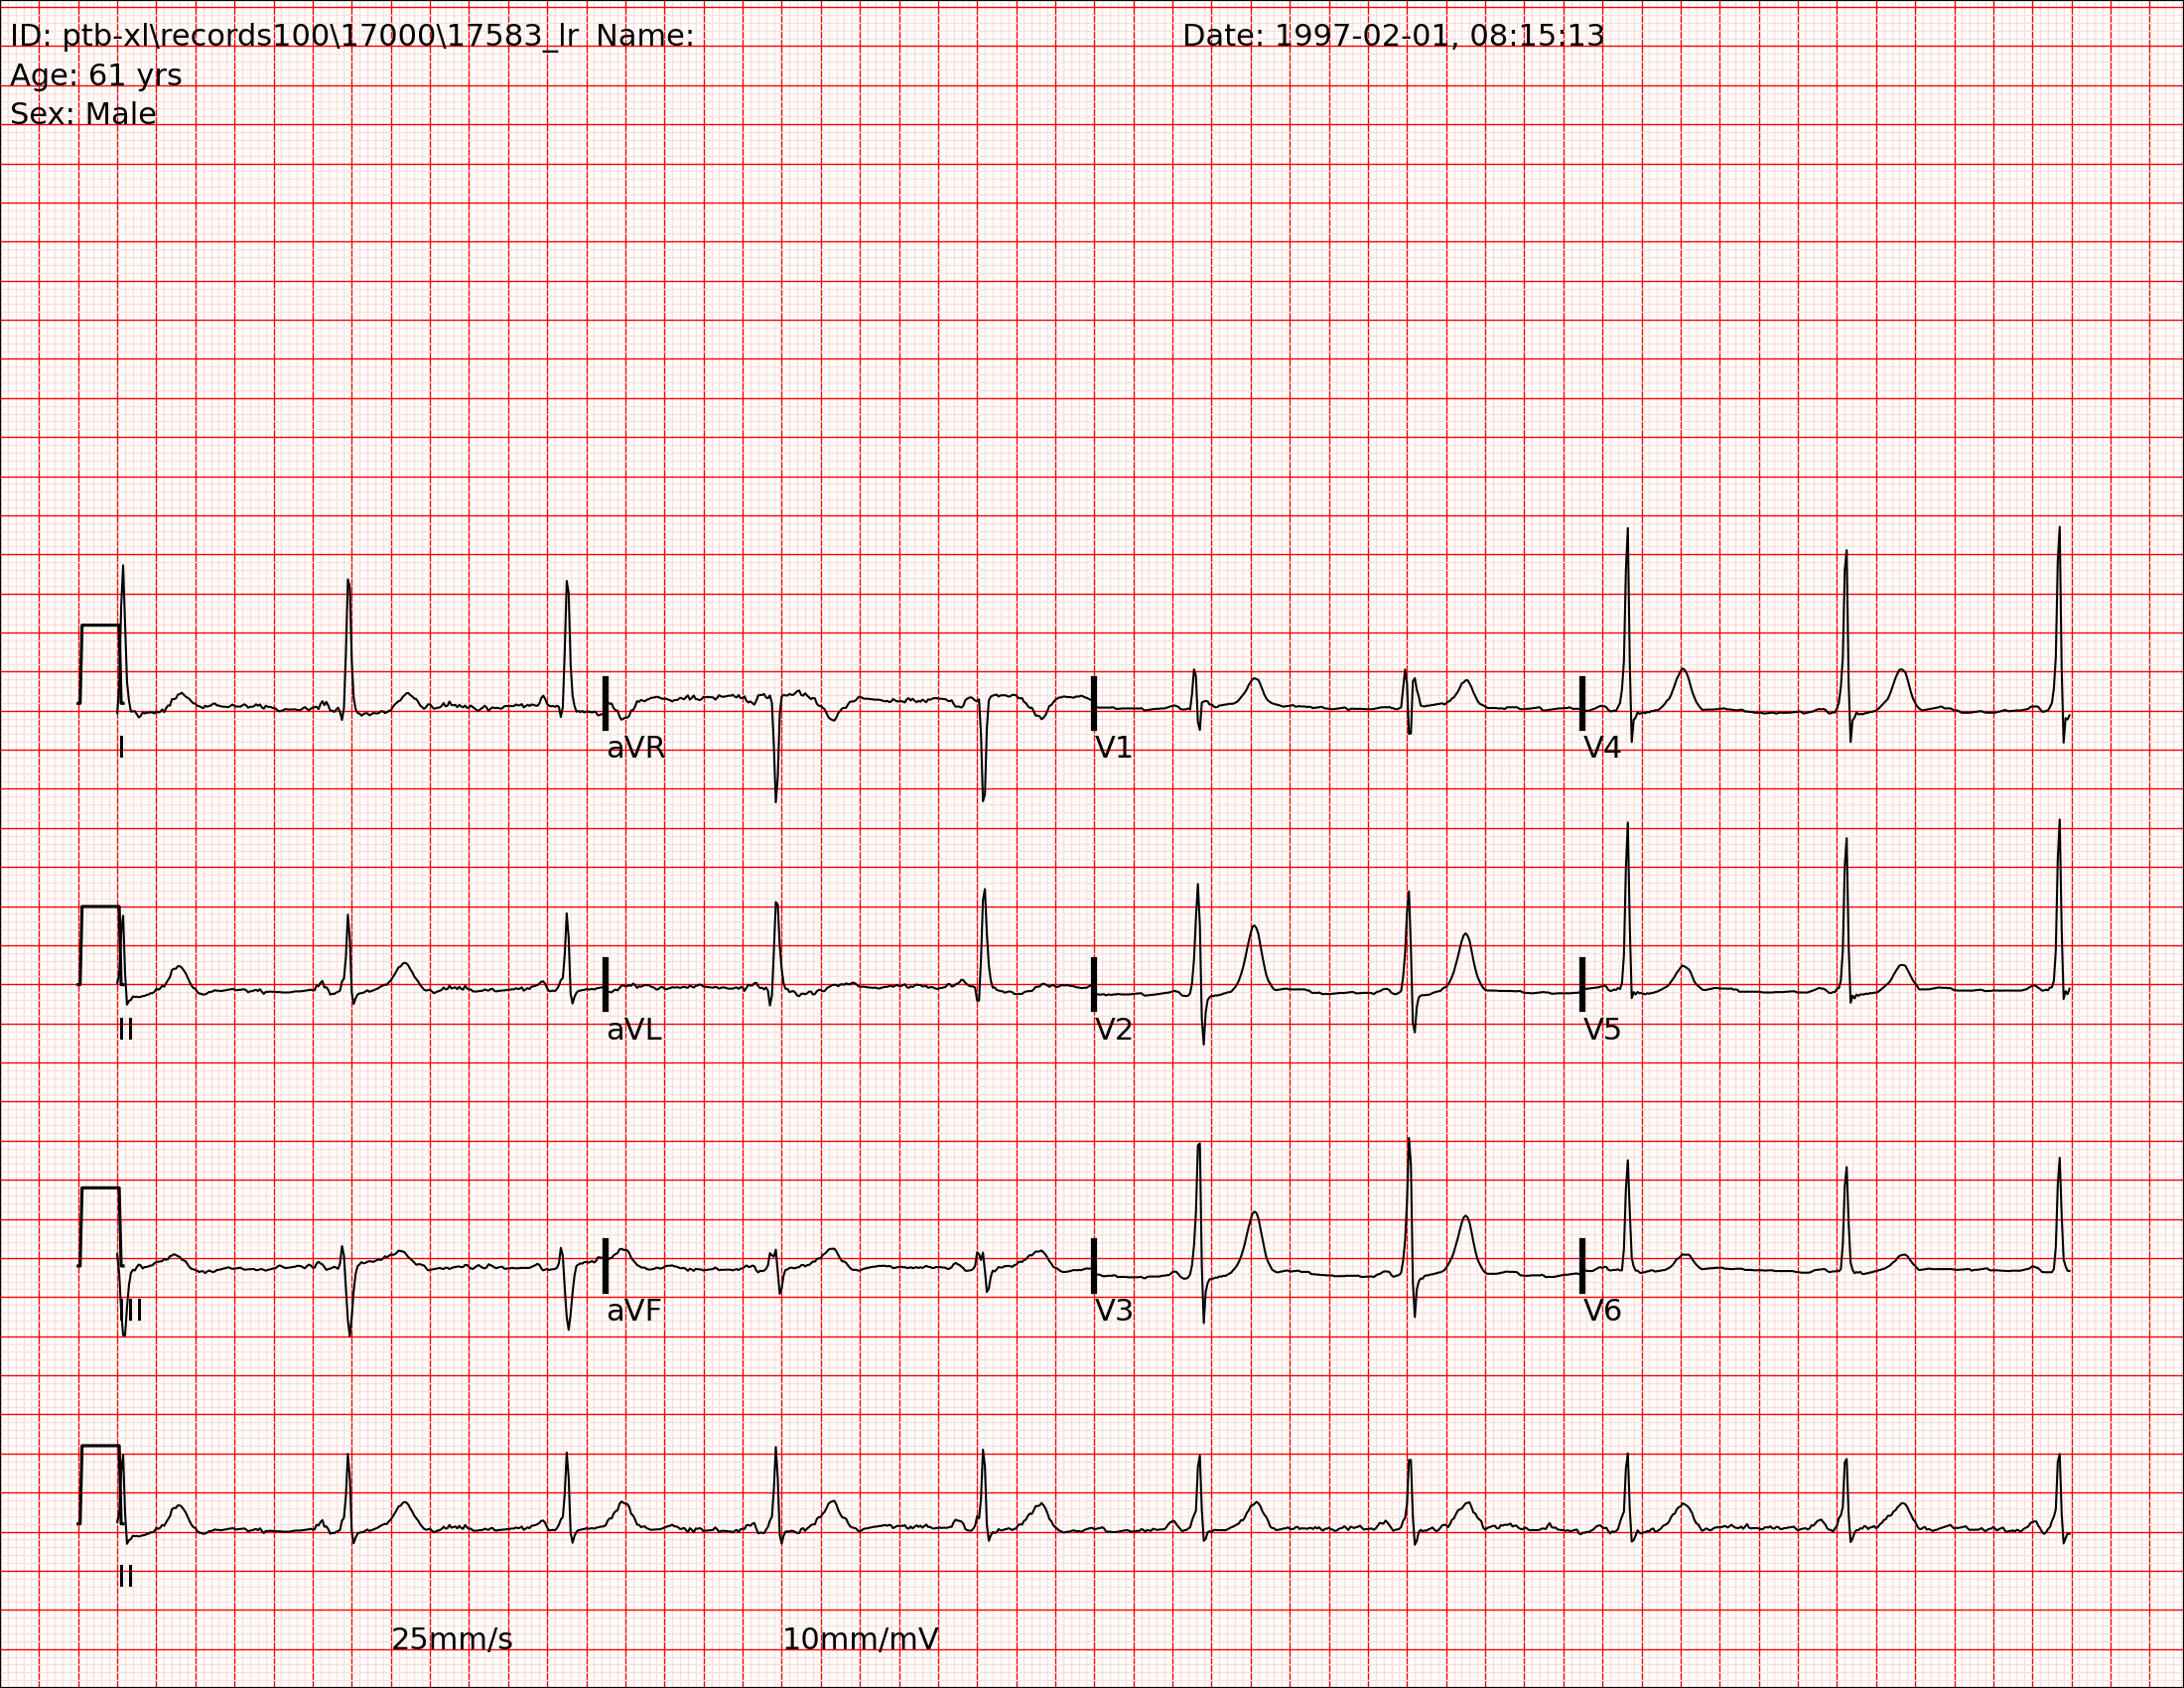 ID: ptb-xl\records100\17000\17583_lr Name: Date: 1997-02-01, 08:15:13
Age: 61 yrs
Sex: Male
I aVR V1 V4
II aVL V2 V5
III aVF V3 V6
II
25mm/s 10mm/mV